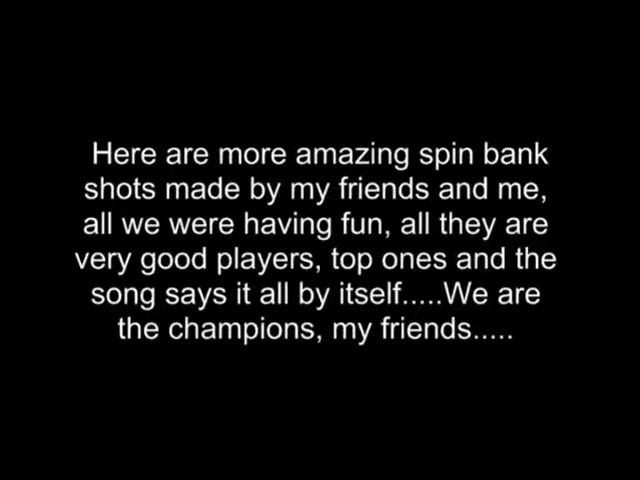 Here are more amazing spin bank
shots made by my friends and me,
all we were having fun, all they are
very good players, top ones and the
song says it all by itself.....We are
the champions, my friends.....